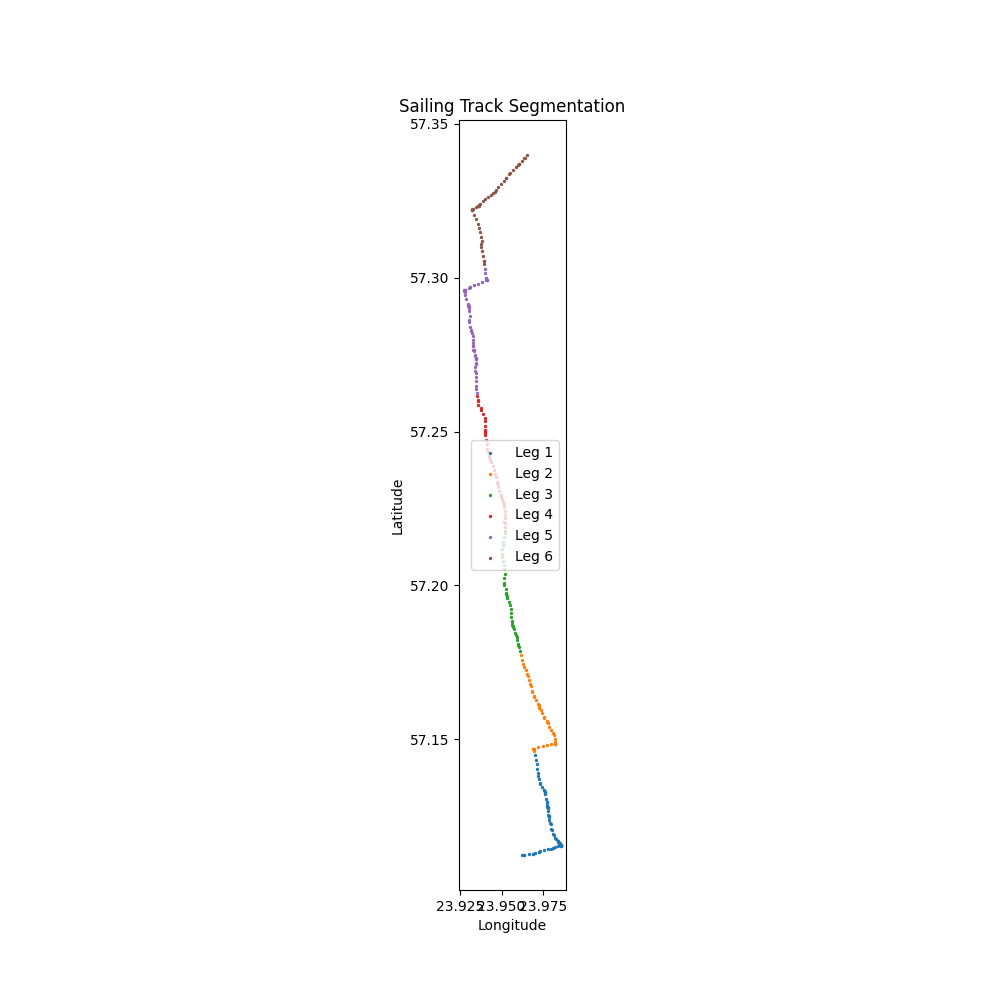 Sailing Track Segmentation
57.35
57.30
57.25
57.20
57.15
Latitude
Leg 1
Leg 2
Leg 3
Leg 4
Leg 5
Leg 6
23.925 23.950 23.975
Longitude